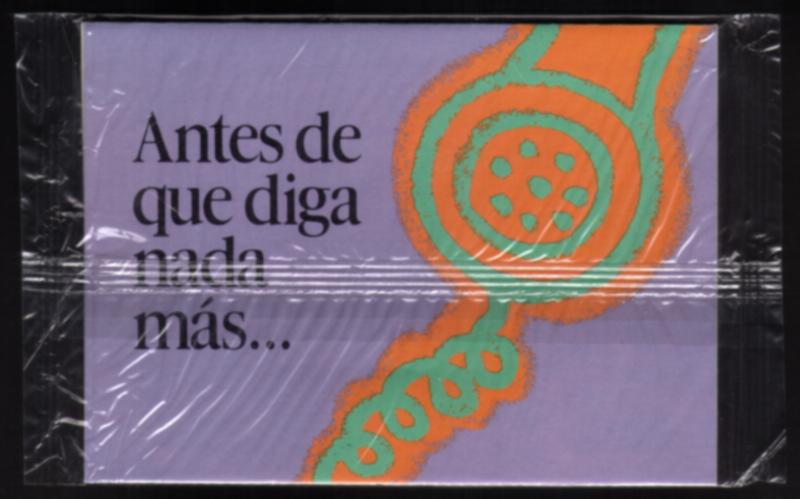 Antes de
que diga
nada
más...